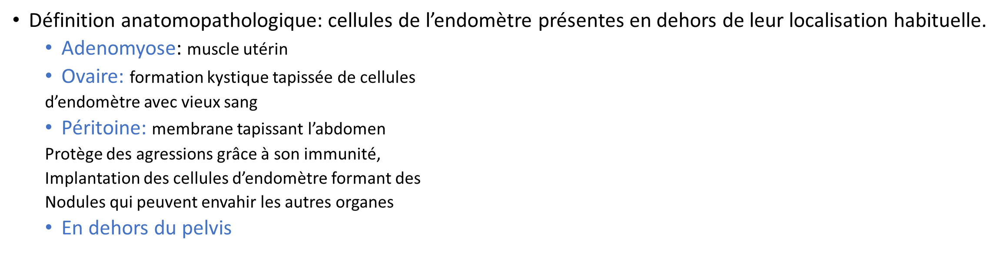 • Définition anatomopathologique: cellules de l’endomètre présentes en dehors de leur localisation habituelle.
• Adenomyose: muscle utérin
• Ovaire: formation kystique tapissée de cellules
d’endomètre avec vieux sang
• Péritoine: membrane tapissant l’abdomen
Protège des agressions grâce à son immunité,
Implantation des cellules d’endomètre formant des
Nodules qui peuvent envahir les autres organes
• En dehors du pelvis